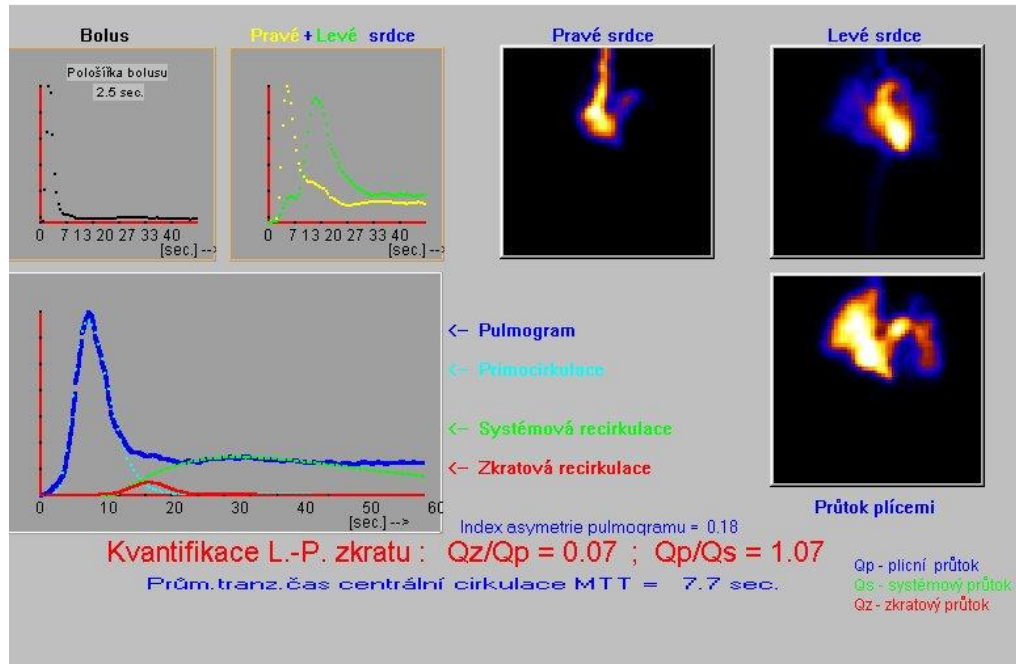 Bolus
Pravé + Levé srdce
Pravé srdce
Levé srdce
Pološířka bolusu
2.5 sec.
0 7 13 20 27 33 40
[sec.] -->
0 7 13 20 27 33 40
[sec.] -->
<– Pulmogram
<– Primocirkulace
<– Systémová recirkulace
<– Zkratová recirkulace
0 10 20 30 40 50 60
[sec.] -->
Průtok plícemi
Index asymetrie pulmogramu = 0.18
Kvantifikace L.-P. zkratu : Qz/Qp = 0.07 ; Qp/Qs = 1.07
Prům.tranz.čas centrální cirkulace MTT = 7.7 sec.
Qp - plicní průtok
Qs - systémový průtok
Qz - zkratový průtok